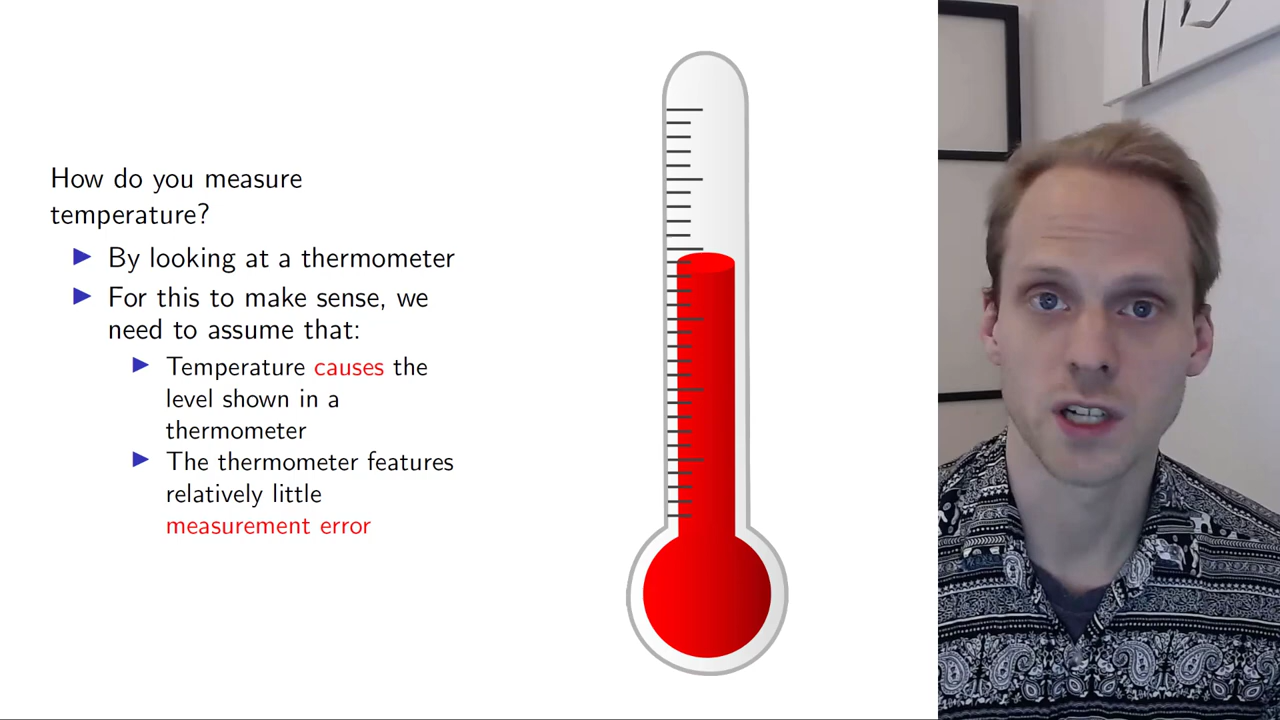 How do you measure
temperature?
▶ By looking at a thermometer
▶ For this to make sense, we
need to assume that:
▶ Temperature causes the
level shown in a
thermometer
▶ The thermometer features
relatively little
measurement error